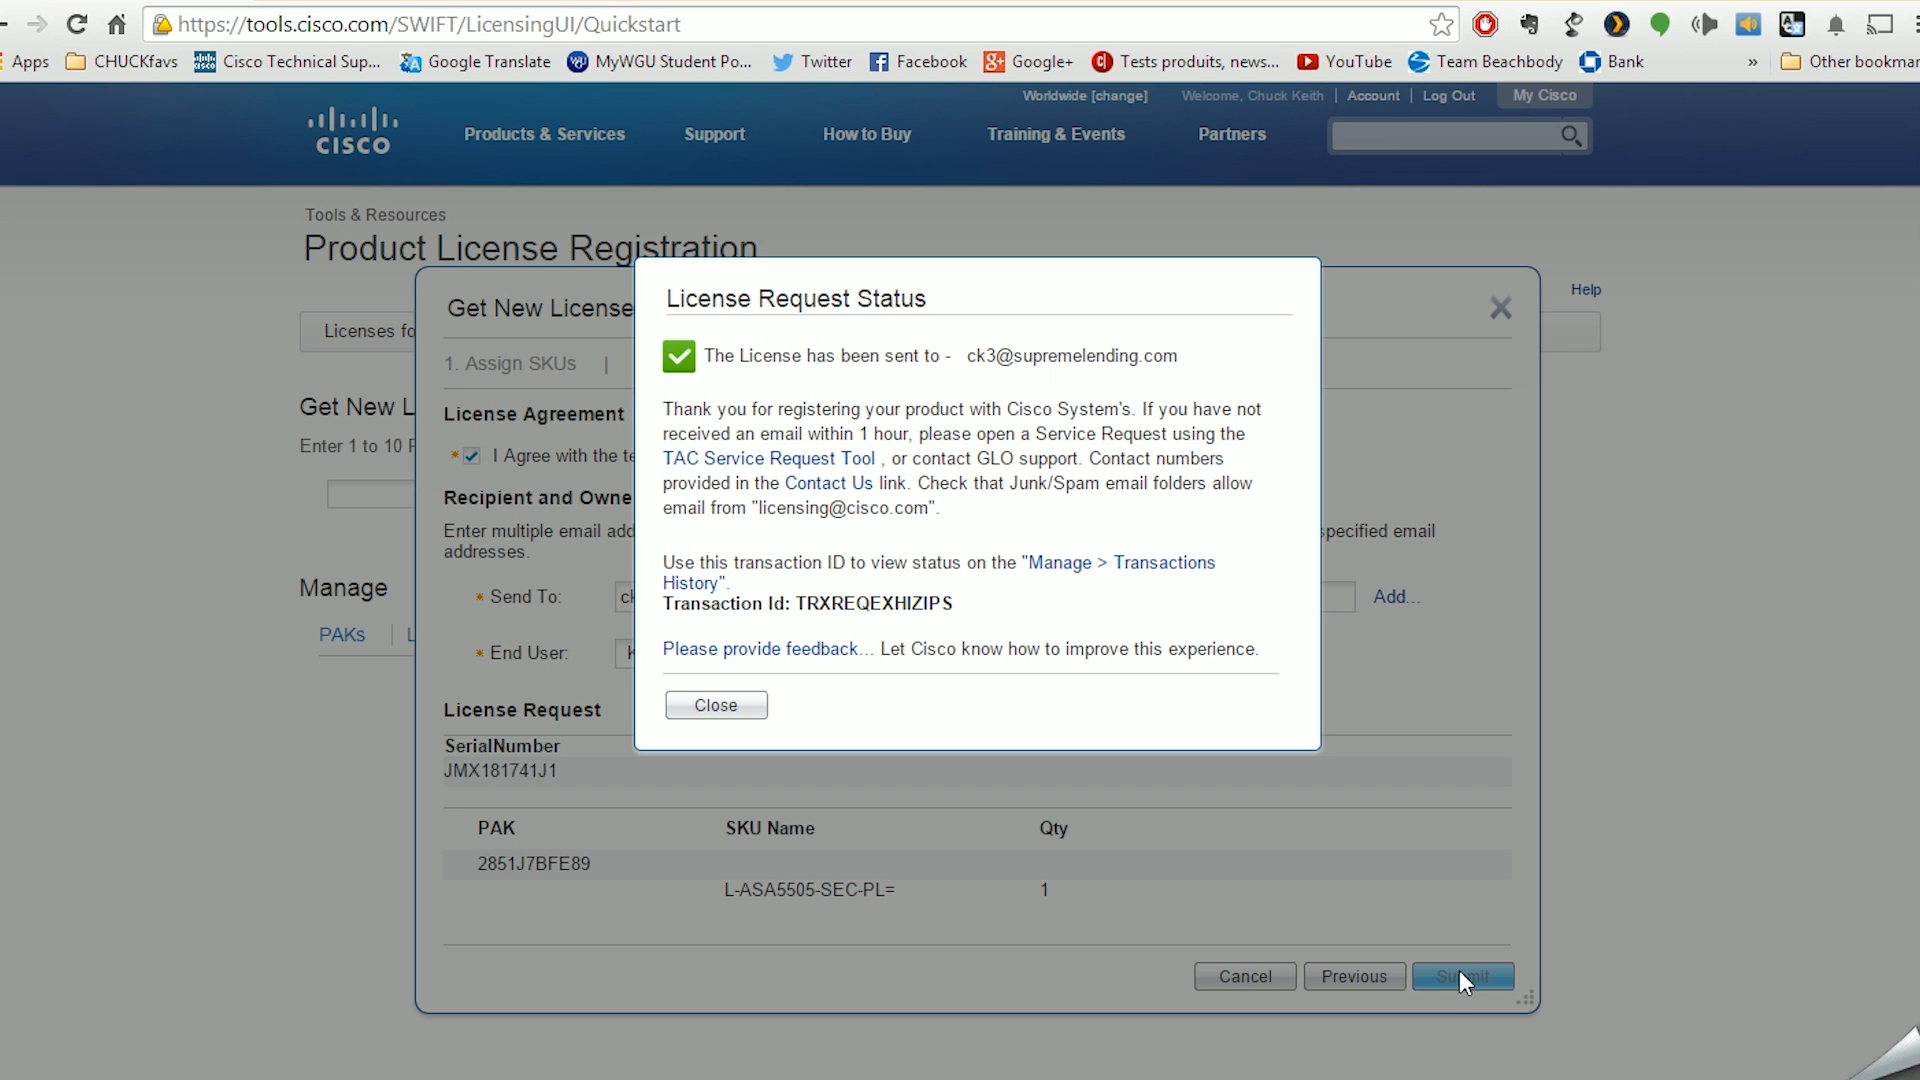 https://tools.cisco.com/SWIFT/LicensingUI/Quickstart
Apps CHUCKfavs Cisco Technical Sup... Google Translate MyWGU Student Po... Twitter Facebook Google+ Tests produits, news... YouTube Team Beachbody Bank » Other bookmar
Worldwide [change] Welcome, Chuck Keith | Account | Log Out My Cisco
CISCO Products & Services Support How to Buy Training & Events Partners
Tools & Resources
Product License Registration
Help
Licenses fo
Get New L
Enter 1 to 10 P
Manage
PAKs
Get New License
1. Assign SKUs |
License Agreement
I Agree with the te
Recipient and Owne
Enter multiple email add specified email
addresses.
* Send To: ck Add...
* End User: K
License Request
SerialNumber
JMX181741J1
PAK SKU Name Qty
2851J7BFE89
L-ASA5505-SEC-PL= 1
Cancel Previous Submit
License Request Status
The License has been sent to - ck3@supremelending.com
Thank you for registering your product with Cisco System's. If you have not
received an email within 1 hour, please open a Service Request using the
TAC Service Request Tool , or contact GLO support. Contact numbers
provided in the Contact Us link. Check that Junk/Spam email folders allow
email from "licensing@cisco.com".
Use this transaction ID to view status on the "Manage > Transactions
History".
Transaction Id: TRXREQEXHIZIPS
Please provide feedback... Let Cisco know how to improve this experience.
Close